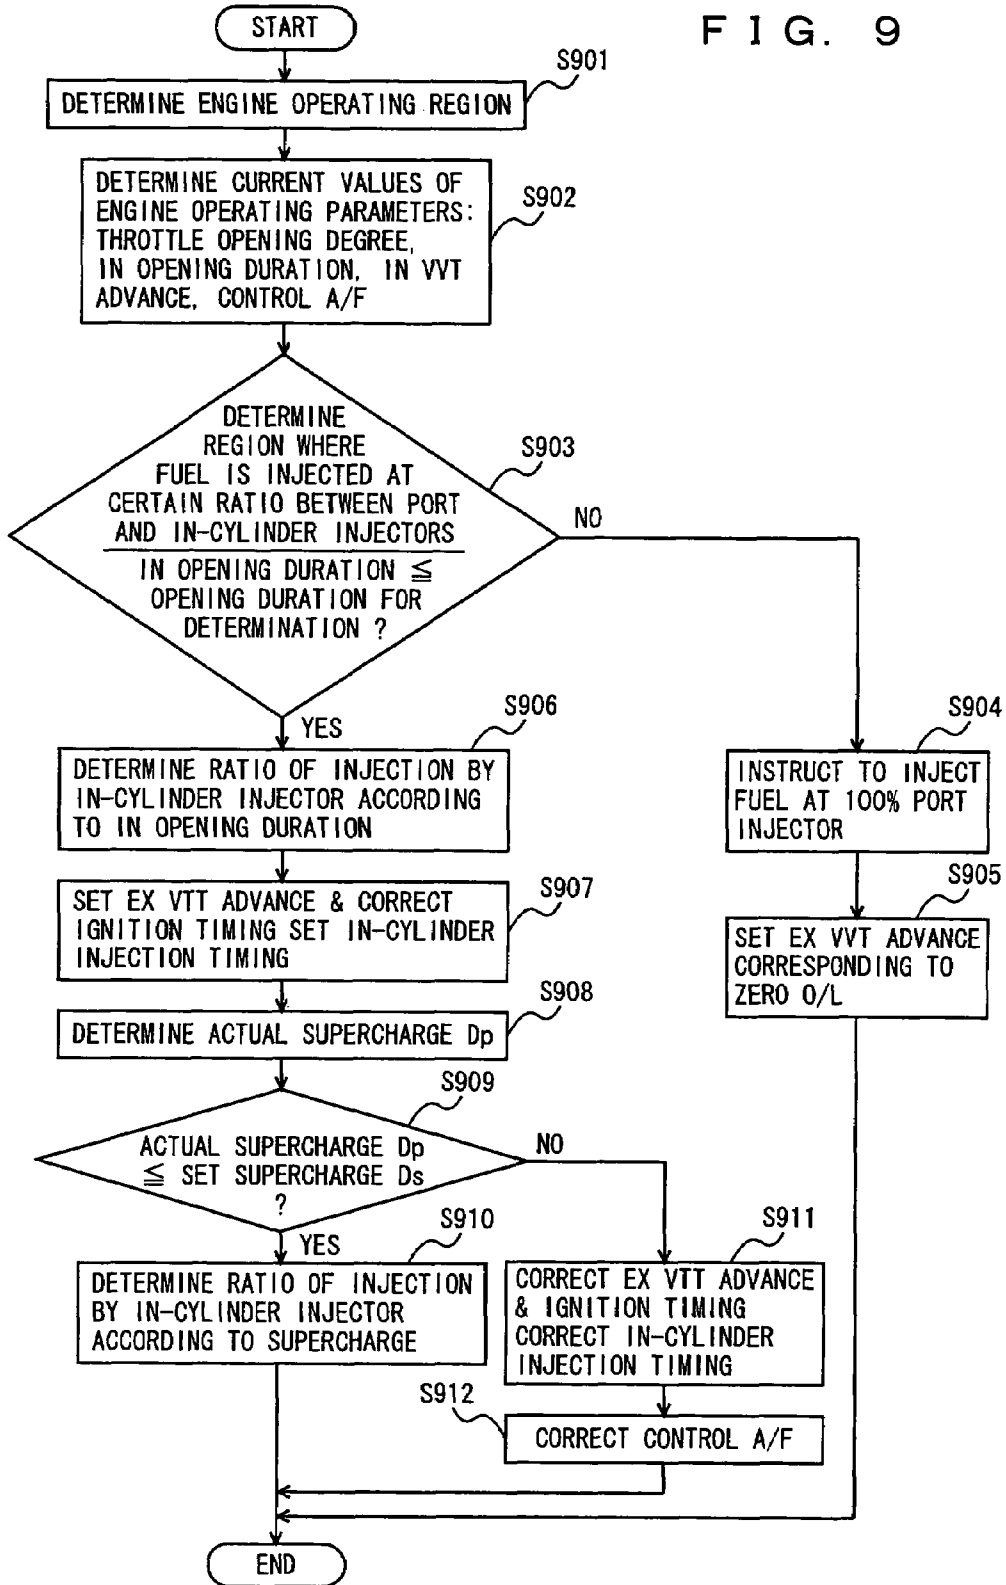 FIG. 9
START
S901
DETERMINE ENGINE OPERATING REGION
S902
DETERMINE CURRENT VALUES OF
ENGINE OPERATING PARAMETERS:
THROTTLE OPENING DEGREE,
IN OPENING DURATION, IN VVT
ADVANCE, CONTROL A/F
S903
DETERMINE
REGION WHERE
FUEL IS INJECTED AT
CERTAIN RATIO BETWEEN PORT
AND IN-CYLINDER INJECTORS
IN OPENING DURATION ≦
OPENING DURATION FOR
DETERMINATION ?
NO
YES
S904
INSTRUCT TO INJECT
FUEL AT 100% PORT
INJECTOR
S905
SET EX VVT ADVANCE
CORRESPONDING TO
ZERO O/L
S906
DETERMINE RATIO OF INJECTION BY
IN-CYLINDER INJECTOR ACCORDING
TO IN OPENING DURATION
S907
SET EX VTT ADVANCE & CORRECT
IGNITION TIMING SET IN-CYLINDER
INJECTION TIMING
S908
DETERMINE ACTUAL SUPERCHARGE Dp
S909
ACTUAL SUPERCHARGE Dp
≦ SET SUPERCHARGE Ds
?
NO
YES
S910
DETERMINE RATIO OF INJECTION
BY IN-CYLINDER INJECTOR
ACCORDING TO SUPERCHARGE
S911
CORRECT EX VTT ADVANCE
& IGNITION TIMING
CORRECT IN-CYLINDER
INJECTION TIMING
S912
CORRECT CONTROL A/F
END